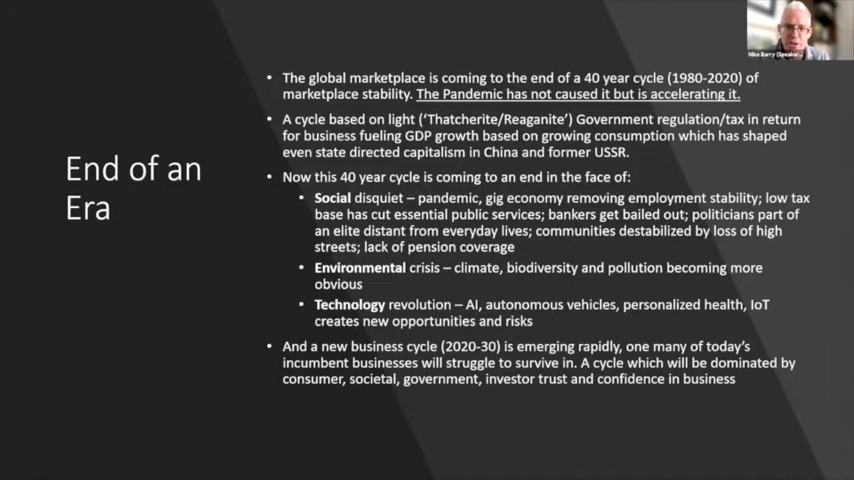 Mike Barry (Speaker...
End of an
Era
• The global marketplace is coming to the end of a 40 year cycle (1980-2020) of
marketplace stability. The Pandemic has not caused it but is accelerating it.
• A cycle based on light ('Thatcherite/Reaganite') Government regulation/tax in return
for business fueling GDP growth based on growing consumption which has shaped
even state directed capitalism in China and former USSR.
• Now this 40 year cycle is coming to an end in the face of:
• Social disquiet – pandemic, gig economy removing employment stability; low tax
base has cut essential public services; bankers get bailed out; politicians part of
an elite distant from everyday lives; communities destabilized by loss of high
streets; lack of pension coverage
• Environmental crisis – climate, biodiversity and pollution becoming more
obvious
• Technology revolution – AI, autonomous vehicles, personalized health, IoT
creates new opportunities and risks
• And a new business cycle (2020-30) is emerging rapidly, one many of today's
incumbent businesses will struggle to survive in. A cycle which will be dominated by
consumer, societal, government, investor trust and confidence in business